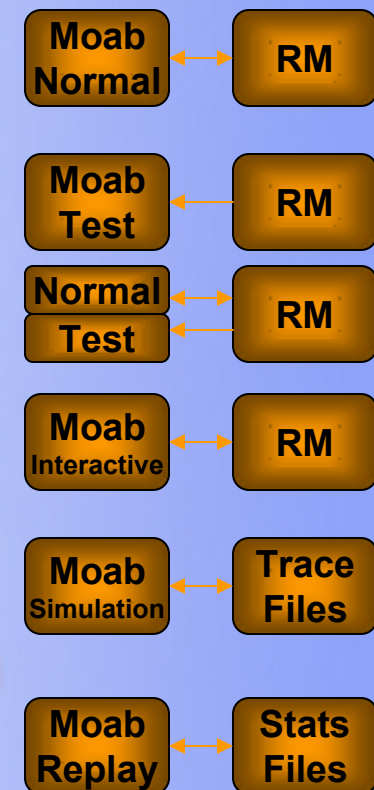 Moab
Normal
RM
Moab
Test
RM
Normal
Test
RM
Moab
Interactive
RM
Moab
Simulation
Trace
Files
Moab
Replay
Stats
Files